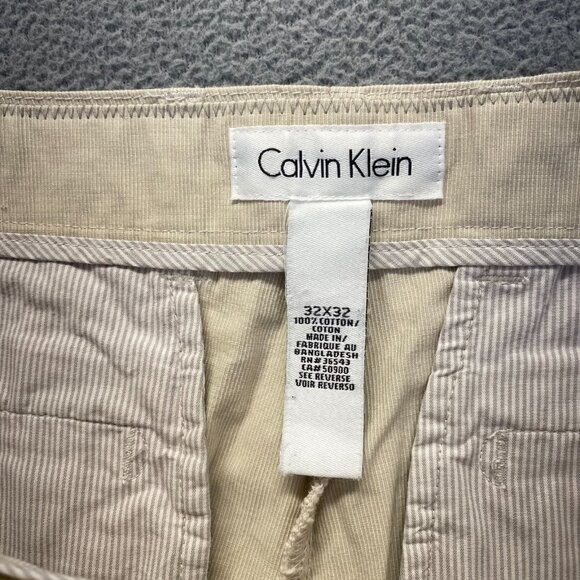 Calvin Klein
32X32
100% COTTON/
COTON
MADE IN/
FABRIQUE AU
BANGLADESH
RN# 36543
CA# 50900
SEE REVERSE
VOIR REVERSO